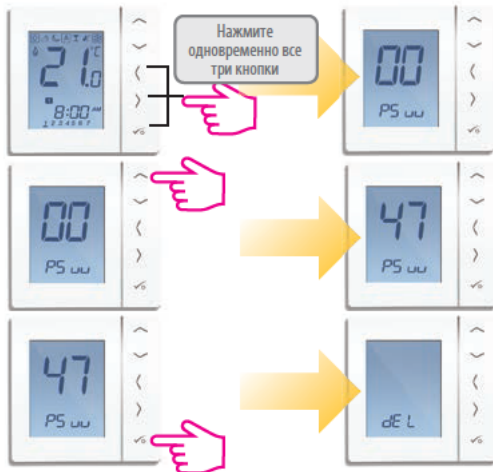 Нажмите
одновременно все
три кнопки
21.0 °C
8:00 AM
1 2 3 4 5 6 7
00
PS uu
00
PS uu
47
PS uu
47
PS uu
dEL